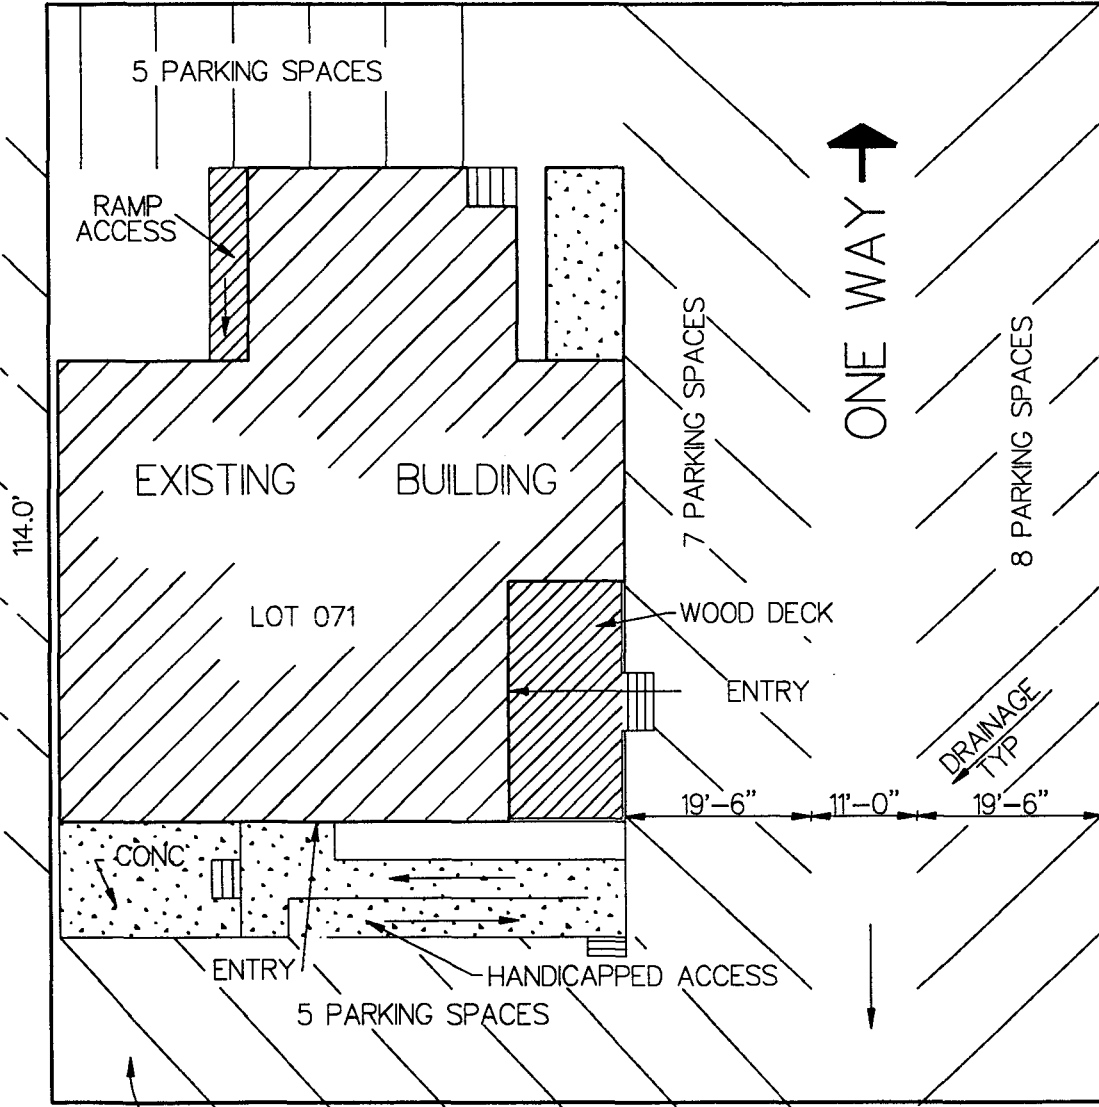 5 PARKING SPACES
RAMP
ACCESS
ONE WAY
7 PARKING SPACES
8 PARKING SPACES
EXISTING BUILDING
114.0'
LOT 071
WOOD DECK
ENTRY
DRAINAGE
TYP
19'-6"
11'-0"
19'-6"
CONC
ENTRY
HANDICAPPED ACCESS
5 PARKING SPACES